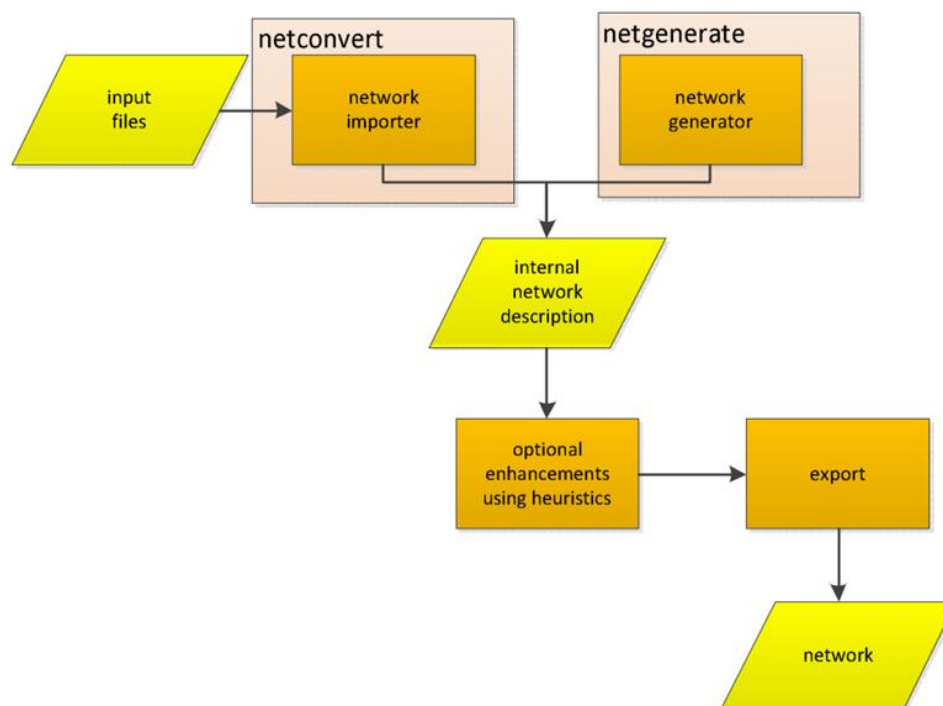 netconvert
netgenerate
input
files
network
importer
network
generator
internal
network
description
optional
enhancements
using heuristics
export
network